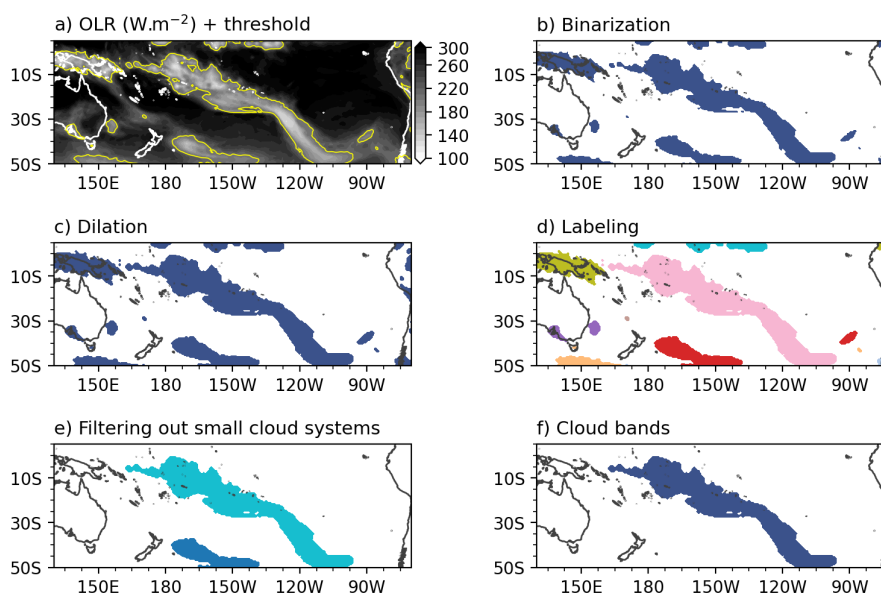 a) OLR (W.m⁻²) + threshold
b) Binarization
10S
30S
50S
300
260
220
180
140
100
10S
30S
50S
150E 180 150W 120W 90W
150E 180 150W 120W 90W
c) Dilation
d) Labeling
10S
30S
50S
10S
30S
50S
150E 180 150W 120W 90W
150E 180 150W 120W 90W
e) Filtering out small cloud systems
f) Cloud bands
10S
30S
50S
10S
30S
50S
150E 180 150W 120W 90W
150E 180 150W 120W 90W